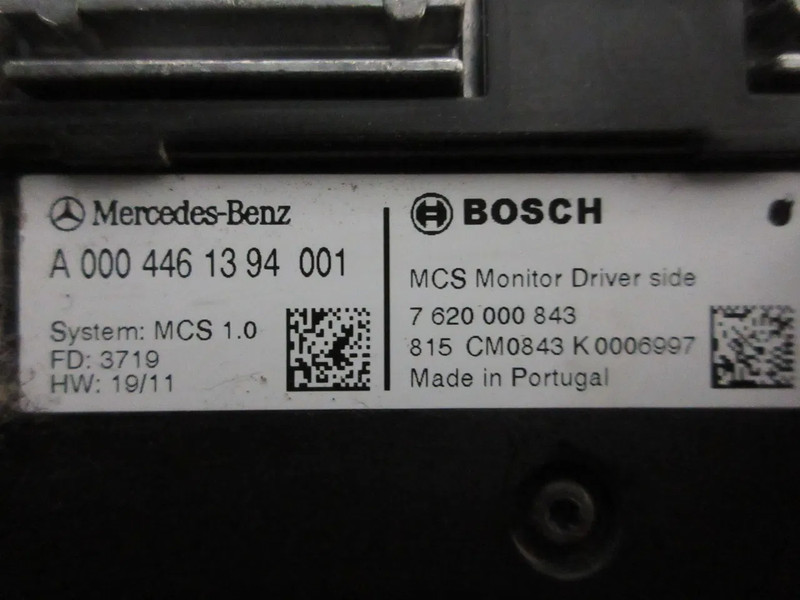 Mercedes-Benz
A 000 446 13 94 001
System: MCS 1.0
FD: 3719
HW: 19/11
BOSCH
MCS Monitor Driver side
7 620 000 843
815 CM0843 K0006997
Made in Portugal